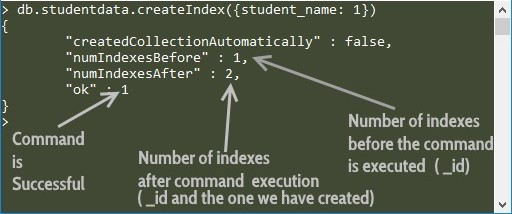 > db.studentdata.createIndex({student_name: 1})
{
"createdCollectionAutomatically" : false,
"numIndexesBefore" : 1,
"numIndexesAfter" : 2,
"ok" : 1
}
>
Command
is
Successful
Number of indexes
after command execution
( _id and the one we have created)
Number of indexes
before the command
is executed ( _id)